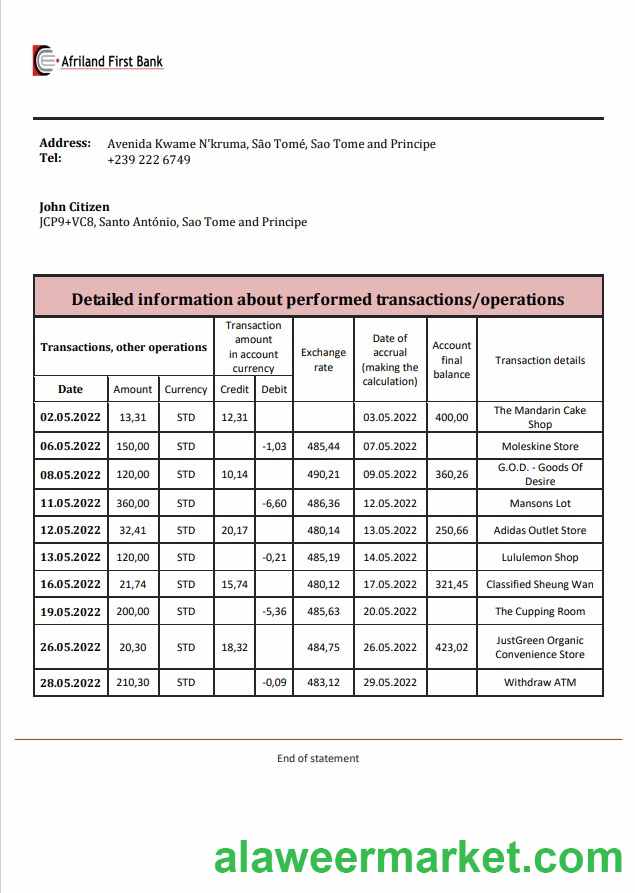 Afriland First Bank
Address: Avenida Kwame N'kruma, São Tomé, Sao Tome and Principe
Tel: +239 222 6749
John Citizen
JCP9+VC8, Santo António, Sao Tome and Principe
Detailed information about performed transactions/operations
Transactions, other operations
Transaction
amount
in account
currency
Exchange
rate
Date of
accrual
(making the
calculation)
Account
final
balance
Transaction details
Date Amount Currency Credit Debit
02.05.2022 13,31 STD 12,31 03.05.2022 400,00 The Mandarin Cake
Shop
06.05.2022 150,00 STD -1,03 485,44 07.05.2022 Moleskine Store
08.05.2022 120,00 STD 10,14 490,21 09.05.2022 360,26 G.O.D. - Goods Of
Desire
11.05.2022 360,00 STD -6,60 486,36 12.05.2022 Mansons Lot
12.05.2022 32,41 STD 20,17 480,14 13.05.2022 250,66 Adidas Outlet Store
13.05.2022 120,00 STD -0,21 485,19 14.05.2022 Lululemon Shop
16.05.2022 21,74 STD 15,74 480,12 17.05.2022 321,45 Classified Sheung Wan
19.05.2022 200,00 STD -5,36 485,63 20.05.2022 The Cupping Room
26.05.2022 20,30 STD 18,32 484,75 26.05.2022 423,02 JustGreen Organic
Convenience Store
28.05.2022 210,30 STD -0,09 483,12 29.05.2022 Withdraw ATM
End of statement
alaweermarket.com